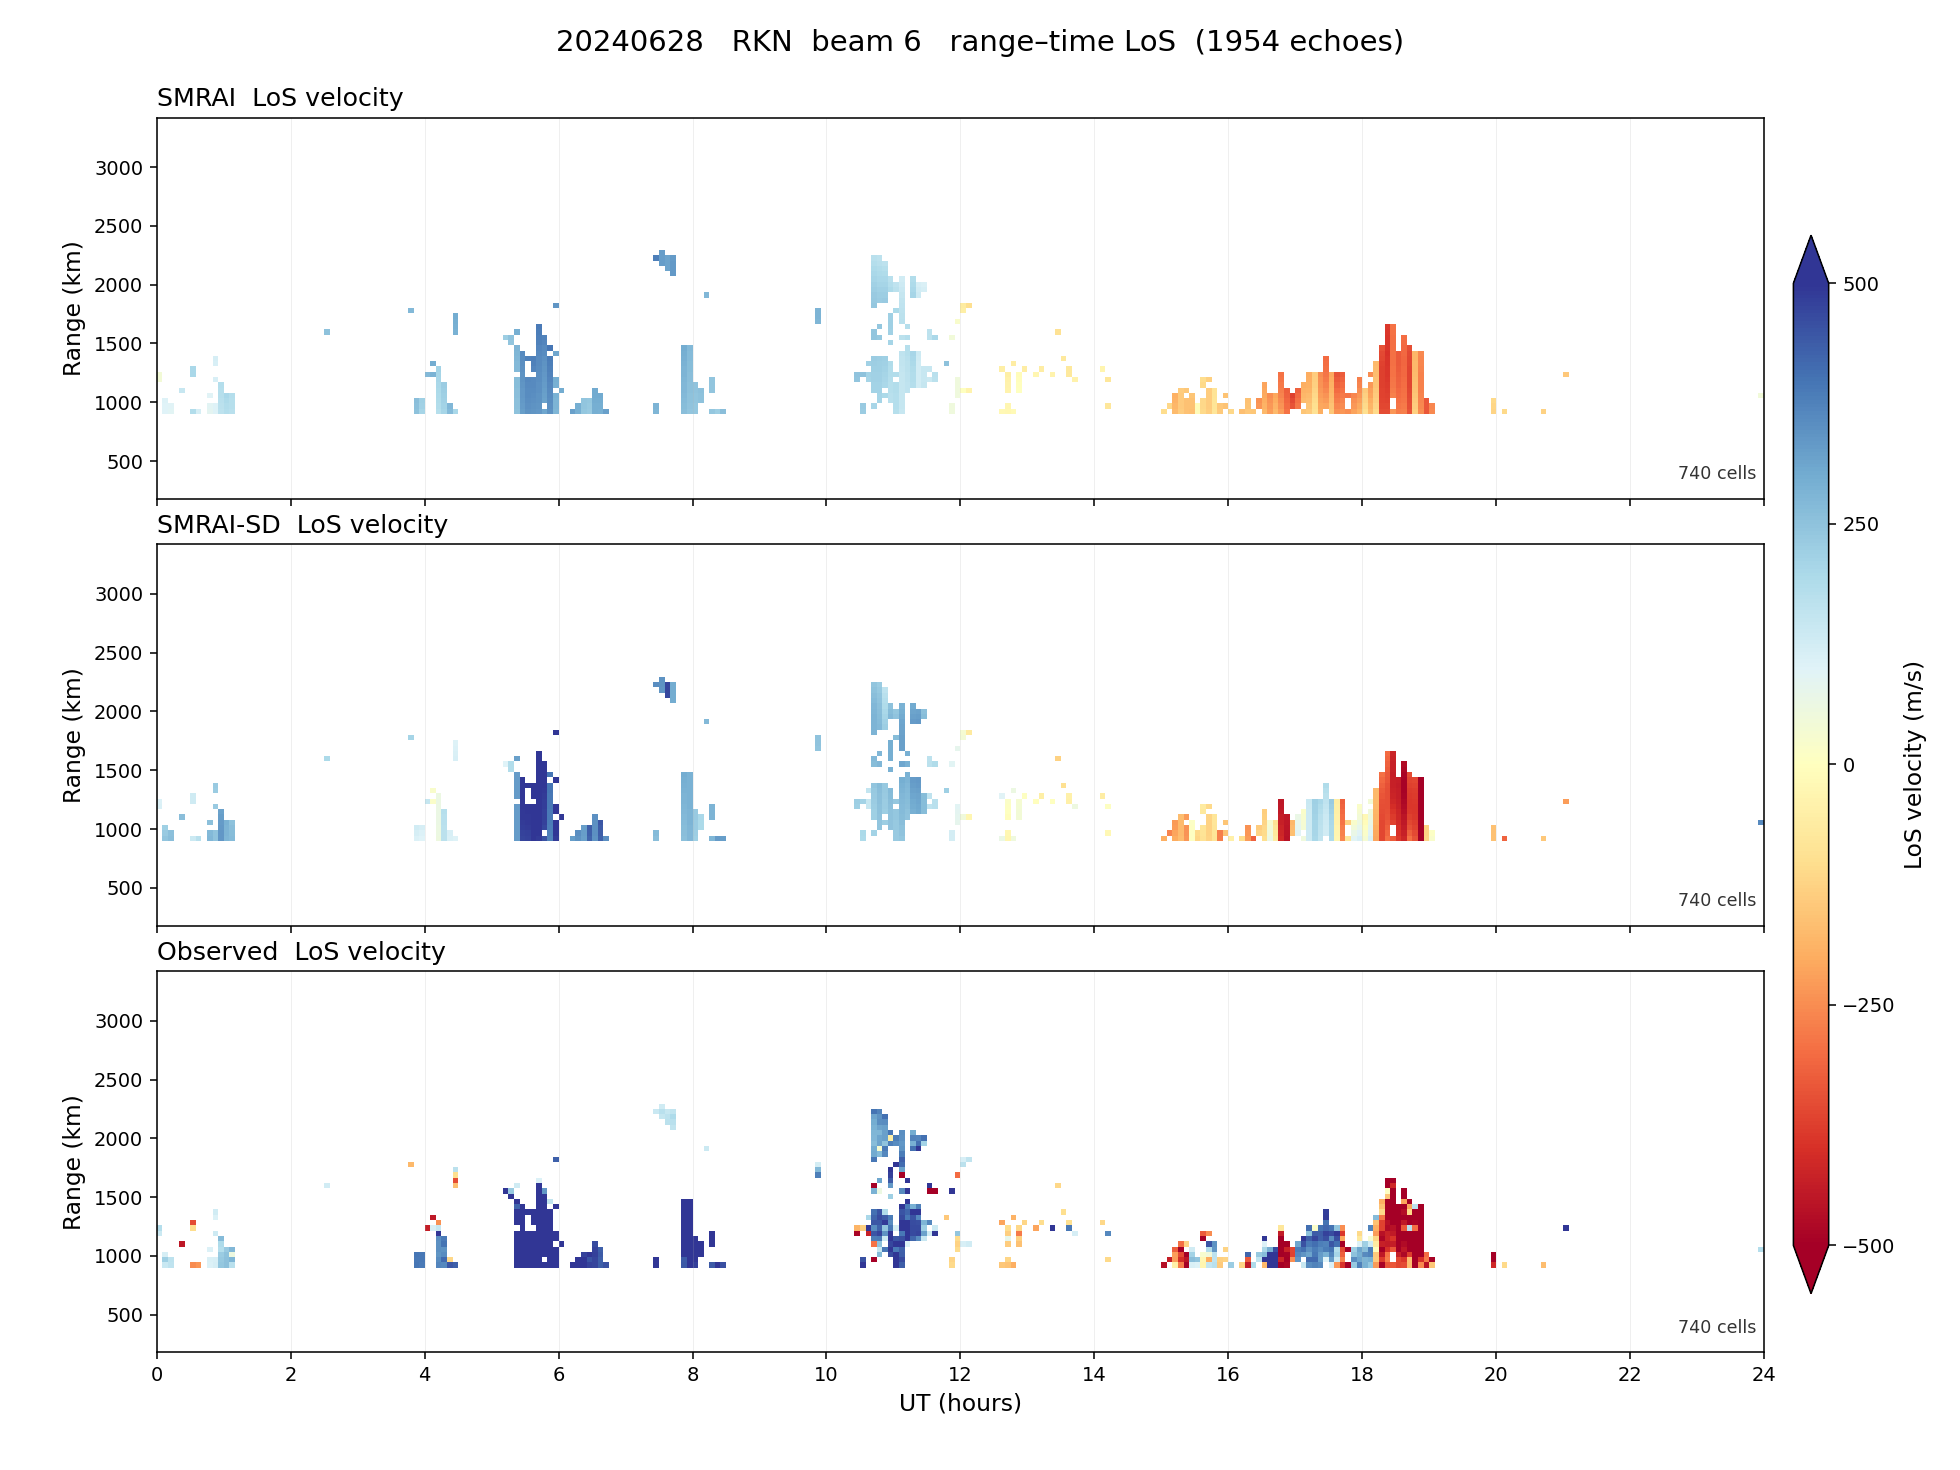 20240628   RKN  beam 6   range–time LoS  (1954 echoes)
SMRAI  LoS velocity
3000
2500
2000
1500
1000
500
Range (km)
740 cells
SMRAI-SD  LoS velocity
3000
2500
2000
1500
1000
500
Range (km)
740 cells
Observed  LoS velocity
3000
2500
2000
1500
1000
500
Range (km)
740 cells
0 2 4 6 8 10 12 14 16 18 20 22 24
UT (hours)
500
250
0
−250
−500
LoS velocity (m/s)